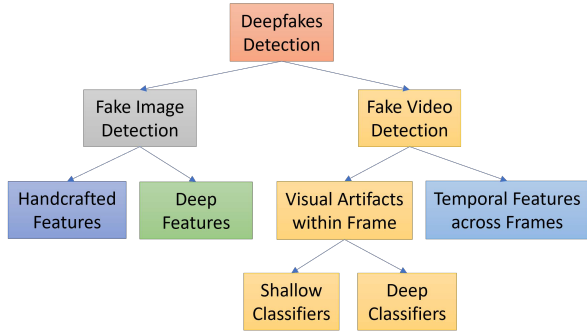 Deepfakes
Detection
Fake Image
Detection
Fake Video
Detection
Handcrafted
Features
Deep
Features
Visual Artifacts
within Frame
Temporal Features
across Frames
Shallow
Classifiers
Deep
Classifiers